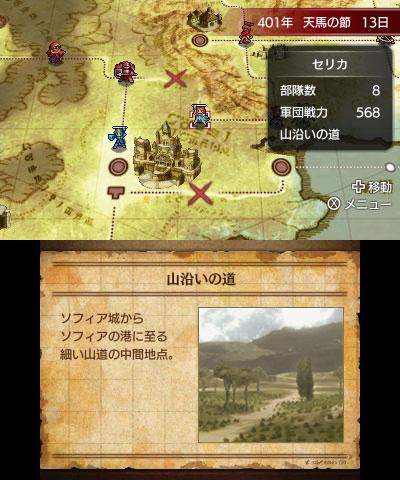 401年 天馬の節 13日
セリカ
部隊数 8
軍団戦力 568
山沿いの道
移動
Ⓧメニュー
山沿いの道
ソフィア城から
ソフィアの港に至る
細い山道の中間地点。